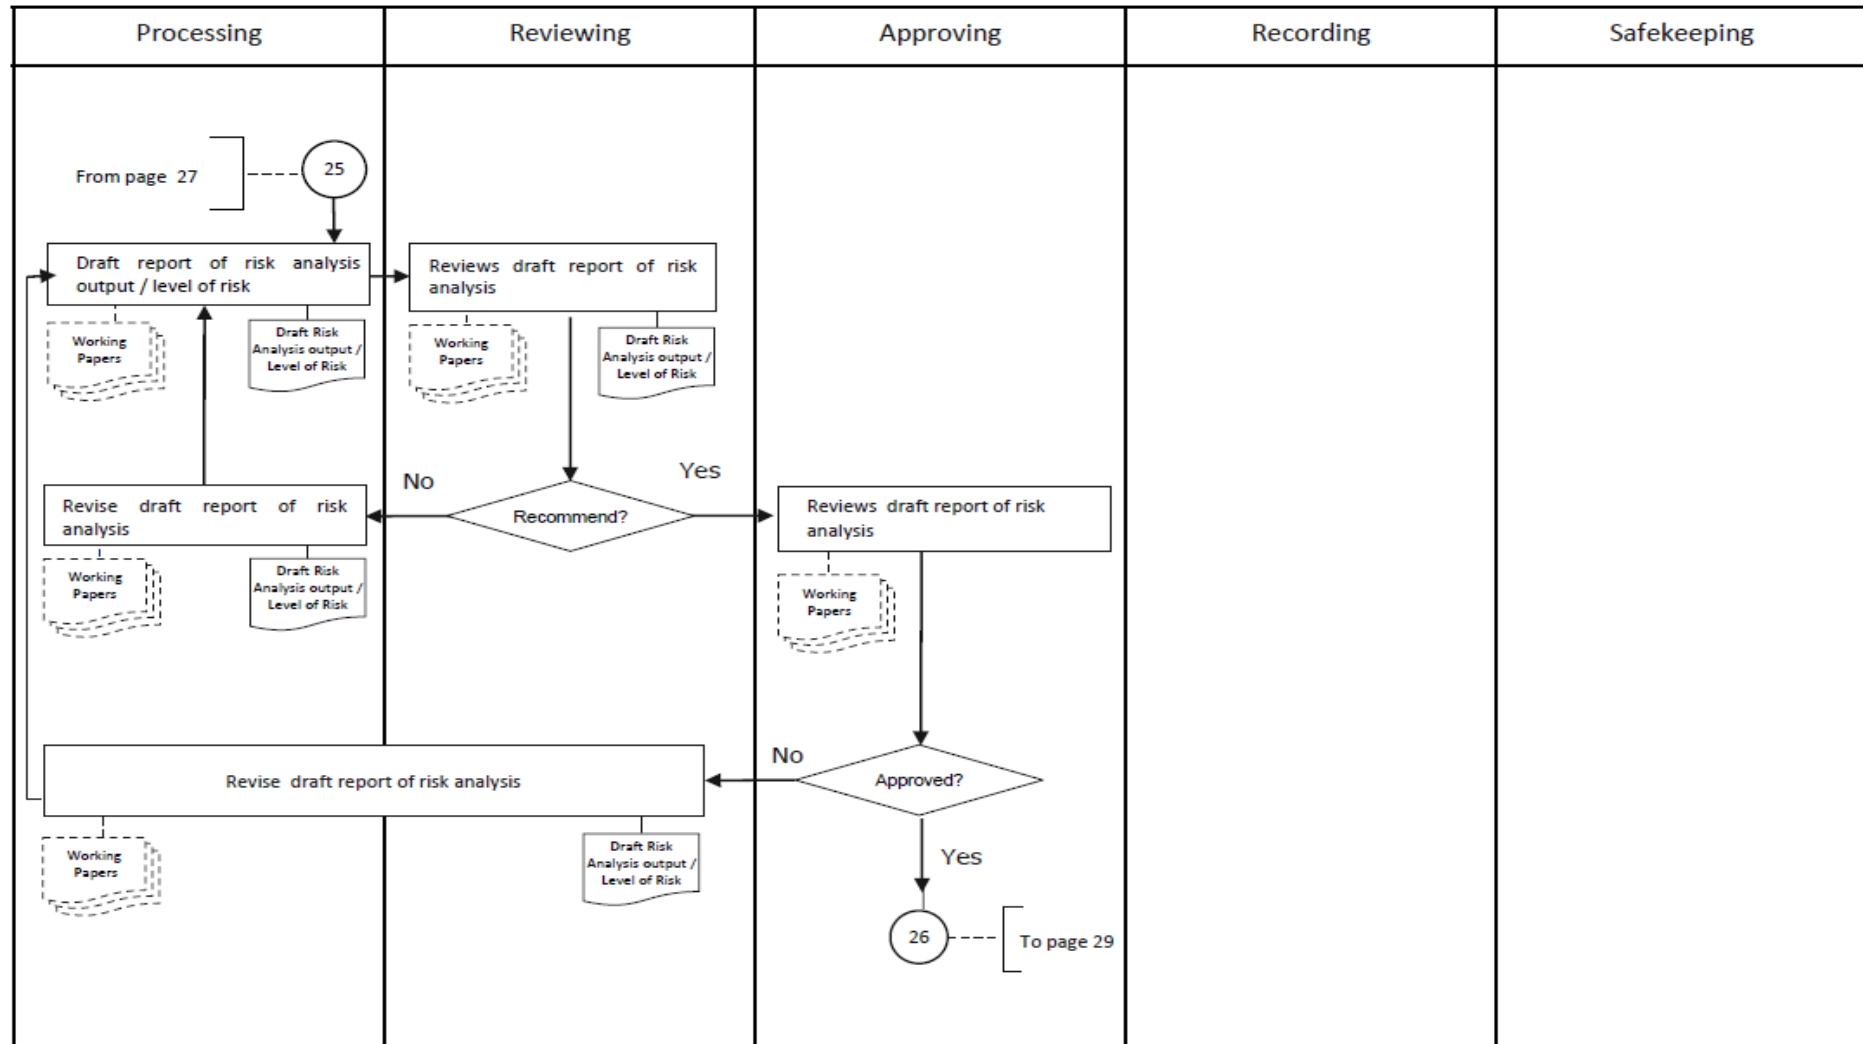 Processing
Reviewing
Approving
Recording
Safekeeping
From page 27
25
Draft report of risk analysis
output / level of risk
Reviews draft report of risk
analysis
Working
Papers
Draft Risk
Analysis output /
Level of Risk
Working
Papers
Draft Risk
Analysis output /
Level of Risk
No
Yes
Revise draft report of risk
analysis
Recommend?
Reviews draft report of risk
analysis
Working
Papers
Draft Risk
Analysis output /
Level of Risk
Working
Papers
No
Revise draft report of risk analysis
Approved?
Working
Papers
Draft Risk
Analysis output /
Level of Risk
Yes
26
To page 29